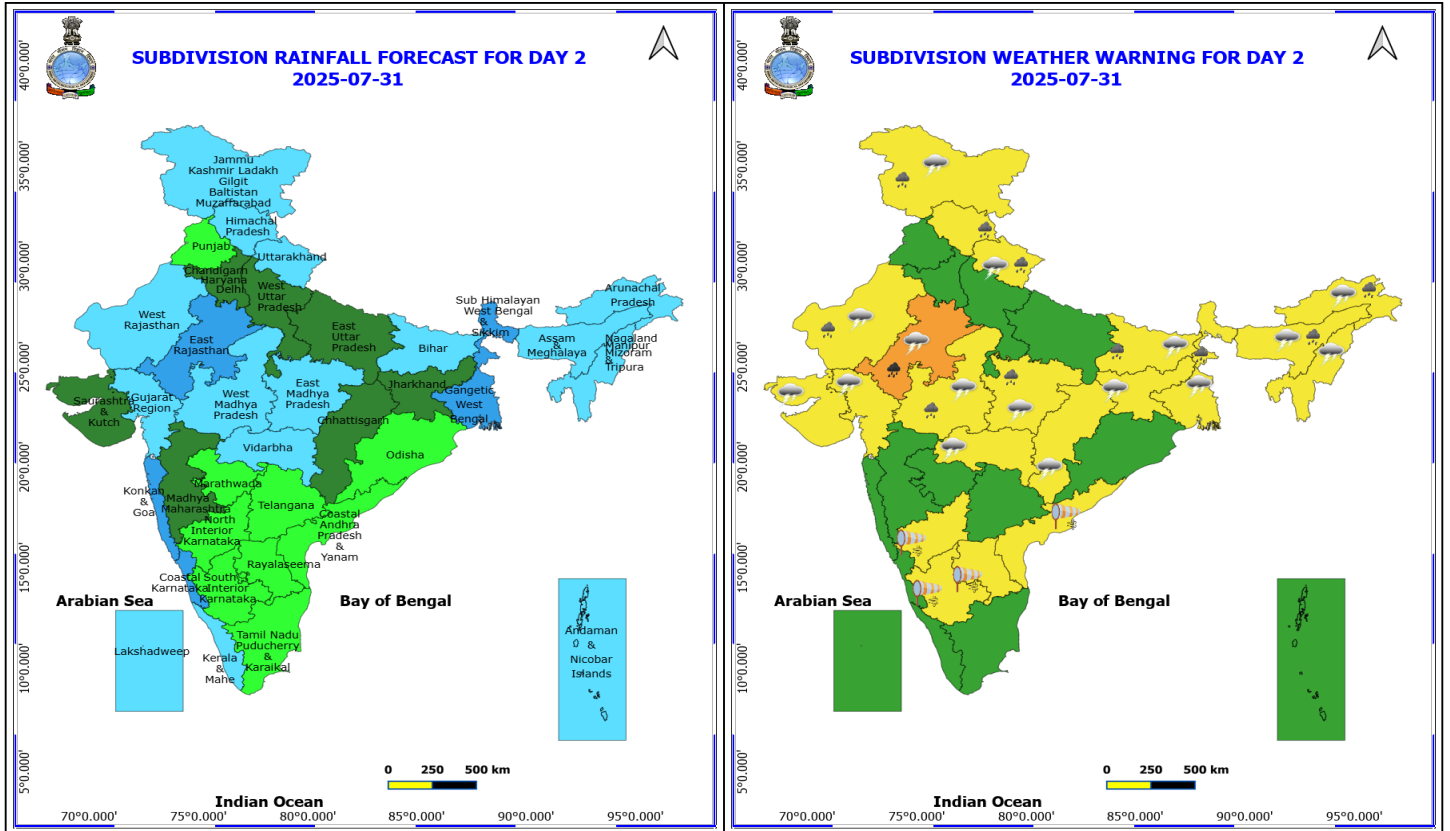 SUBDIVISION RAINFALL FORECAST FOR DAY 2
2025-07-31
40°0.000'
35°0.000'
30°0.000'
25°0.000'
20°0.000'
15°0.000'
10°0.000'
5°0.000'
Jammu
Kashmir Ladakh
Gilgit
Baltistan
Muzaffarabad
Himachal
Pradesh
Punjab
Uttarakhand
Chandigarh
Haryana
Delhi
West
Uttar
Pradesh
West
Rajasthan
East
Rajasthan
East
Uttar
Pradesh
Sub Himalayan
West Bengal
&
Sikkim
Arunachal
Pradesh
Assam
&
Meghalaya
Nagaland
Manipur
Mizoram
&
Tripura
Bihar
Jharkhand
Gangetic
West
Bengal
Saurashtra
&
Kutch
Gujarat
Region
West
Madhya
Pradesh
East
Madhya
Pradesh
Chhattisgarh
Vidarbha
Odisha
Konkan
&
Goa
Madhya
Maharashtra
Marathwada
Telangana
North
Interior
Karnataka
Coastal
Andhra
Pradesh
&
Yanam
Rayalaseema
Coastal
Karnataka
South
Interior
Karnataka
Arabian Sea
Bay of Bengal
Lakshadweep
Kerala
&
Mahe
Tamil Nadu
Puducherry
&
Karaikal
Andaman
&
Nicobar
Islands
0 250 500 km
Indian Ocean
70°0.000' 75°0.000' 80°0.000' 85°0.000' 90°0.000' 95°0.000'
SUBDIVISION WEATHER WARNING FOR DAY 2
2025-07-31
40°0.000'
35°0.000'
30°0.000'
25°0.000'
20°0.000'
15°0.000'
10°0.000'
5°0.000'
Arabian Sea
Bay of Bengal
0 250 500 km
Indian Ocean
70°0.000' 75°0.000' 80°0.000' 85°0.000' 90°0.000' 95°0.000'